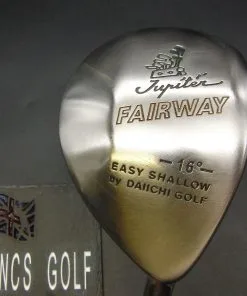 Jupiter
FAIRWAY
-16°-
EASY SHALLOW
by DAIICHI GOLF
NCS GOLF